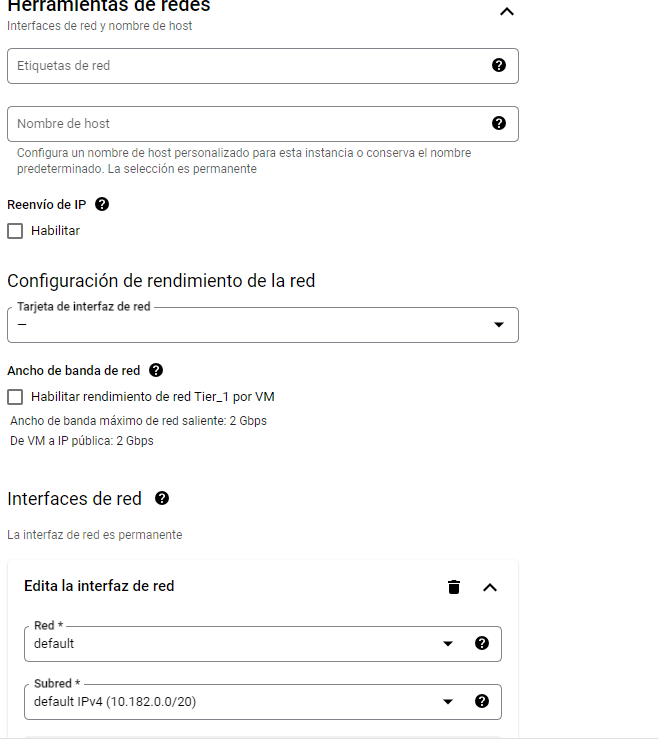 Herramientas de redes
Interfaces de red y nombre de host
Etiquetas de red
Nombre de host
Configura un nombre de host personalizado para esta instancia o conserva el nombre
predeterminado. La selección es permanente
Reenvío de IP
Habilitar
Configuración de rendimiento de la red
Tarjeta de interfaz de red
—
Ancho de banda de red
Habilitar rendimiento de red Tier_1 por VM
Ancho de banda máximo de red saliente: 2 Gbps
De VM a IP pública: 2 Gbps
Interfaces de red
La interfaz de red es permanente
Edita la interfaz de red
Red *
default
Subred *
default IPv4 (10.182.0.0/20)